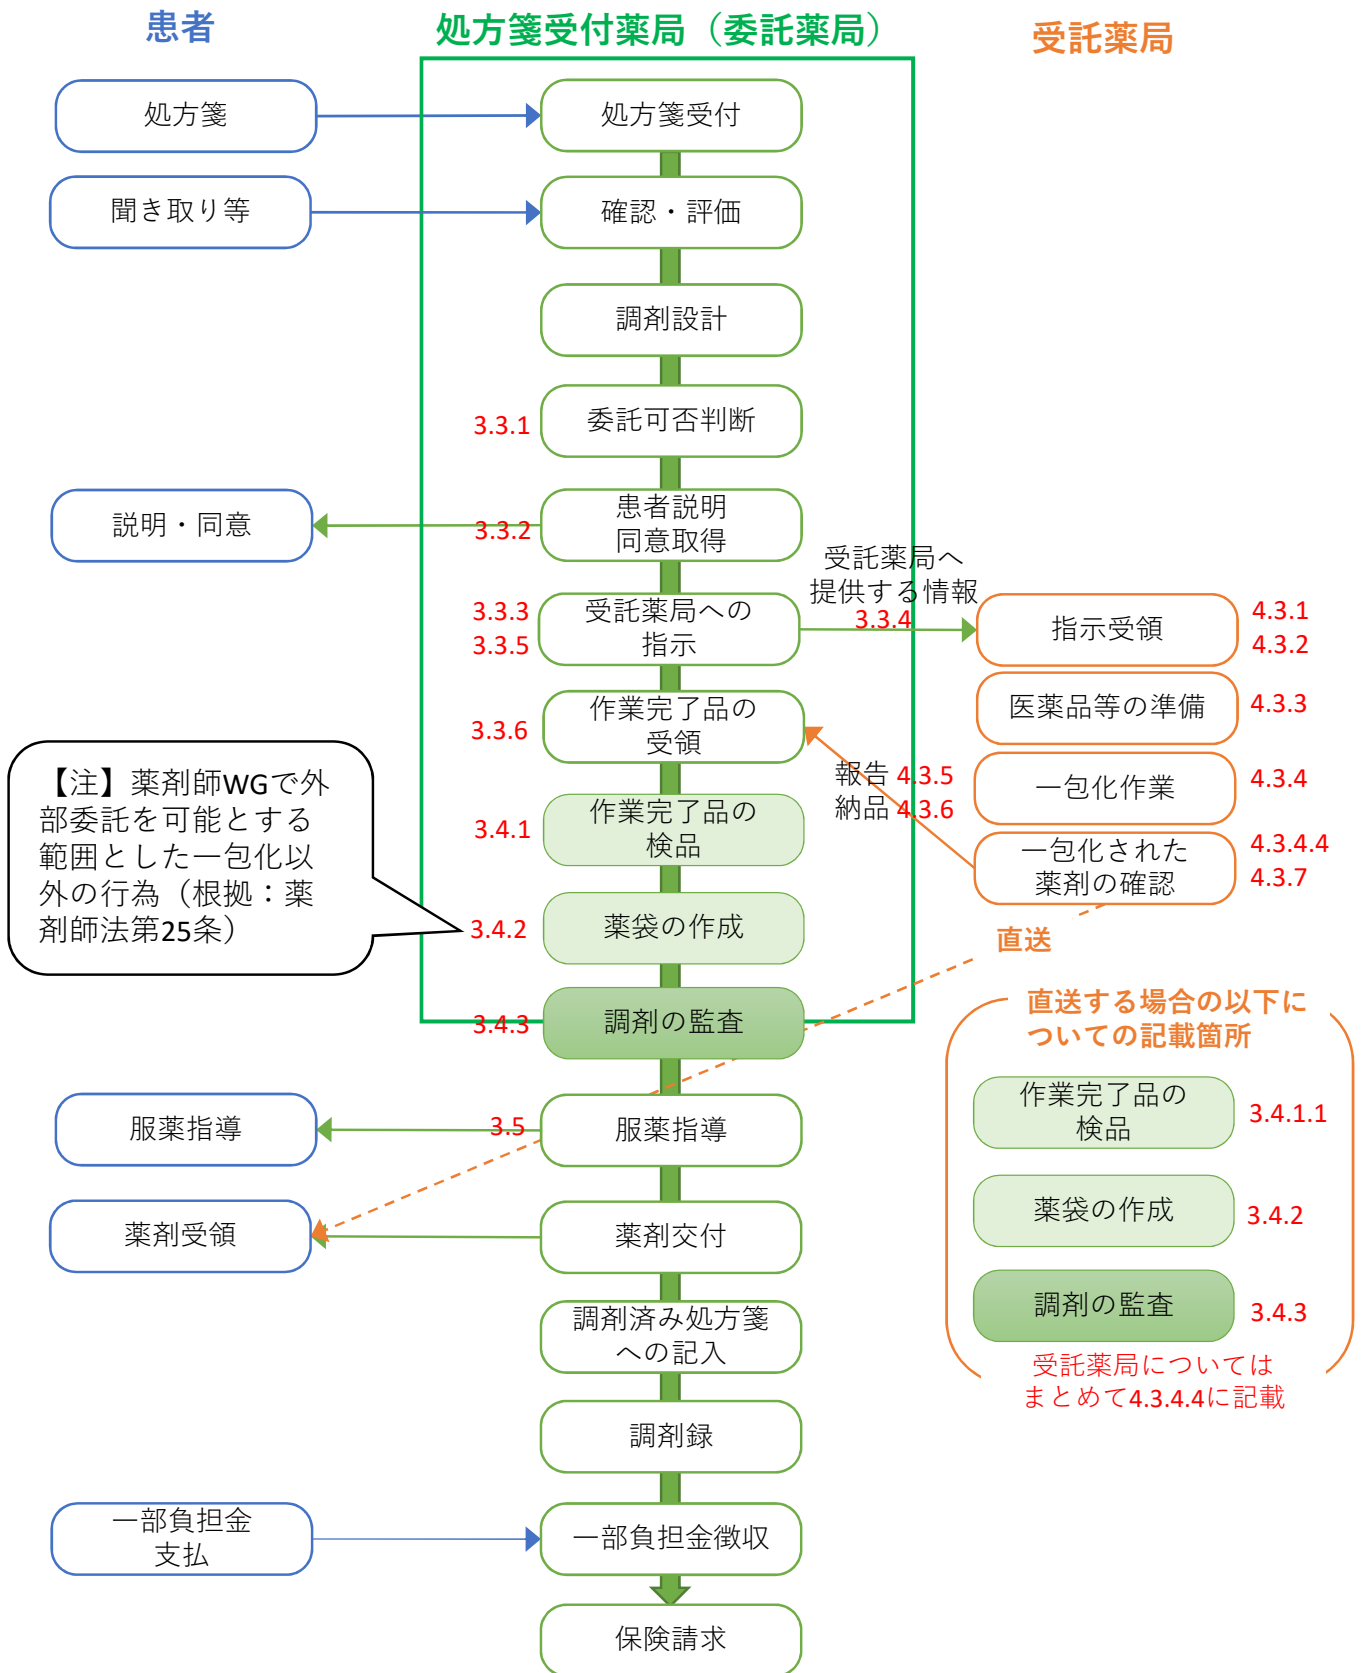 患者
処方箋受付薬局（委託薬局）
受託薬局
処方箋
処方箋受付
聞き取り等
確認・評価
調剤設計
3.3.1
委託可否判断
説明・同意
3.3.2
患者説明
同意取得
受託薬局へ
提供する情報
3.3.4
3.3.3
3.3.5
受託薬局への
指示
指示受領
4.3.1
4.3.2
3.3.6
作業完了品の
受領
医薬品等の準備
4.3.3
報告 4.3.5
納品 4.3.6
一包化作業
4.3.4
【注】薬剤師WGで外
部委託を可能とする
範囲とした一包化以
外の行為（根拠：薬
剤師法第25条）
3.4.1
作業完了品の
検品
一包化された
薬剤の確認
4.3.4.4
4.3.7
3.4.2
薬袋の作成
直送
3.4.3
調剤の監査
直送する場合の以下に
ついての記載箇所
作業完了品の
検品
3.4.1.1
薬袋の作成
3.4.2
調剤の監査
3.4.3
受託薬局については
まとめて4.3.4.4に記載
服薬指導
3.5
服薬指導
薬剤受領
薬剤交付
調剤済み処方箋
への記入
調剤録
一部負担金
支払
一部負担金徴収
保険請求